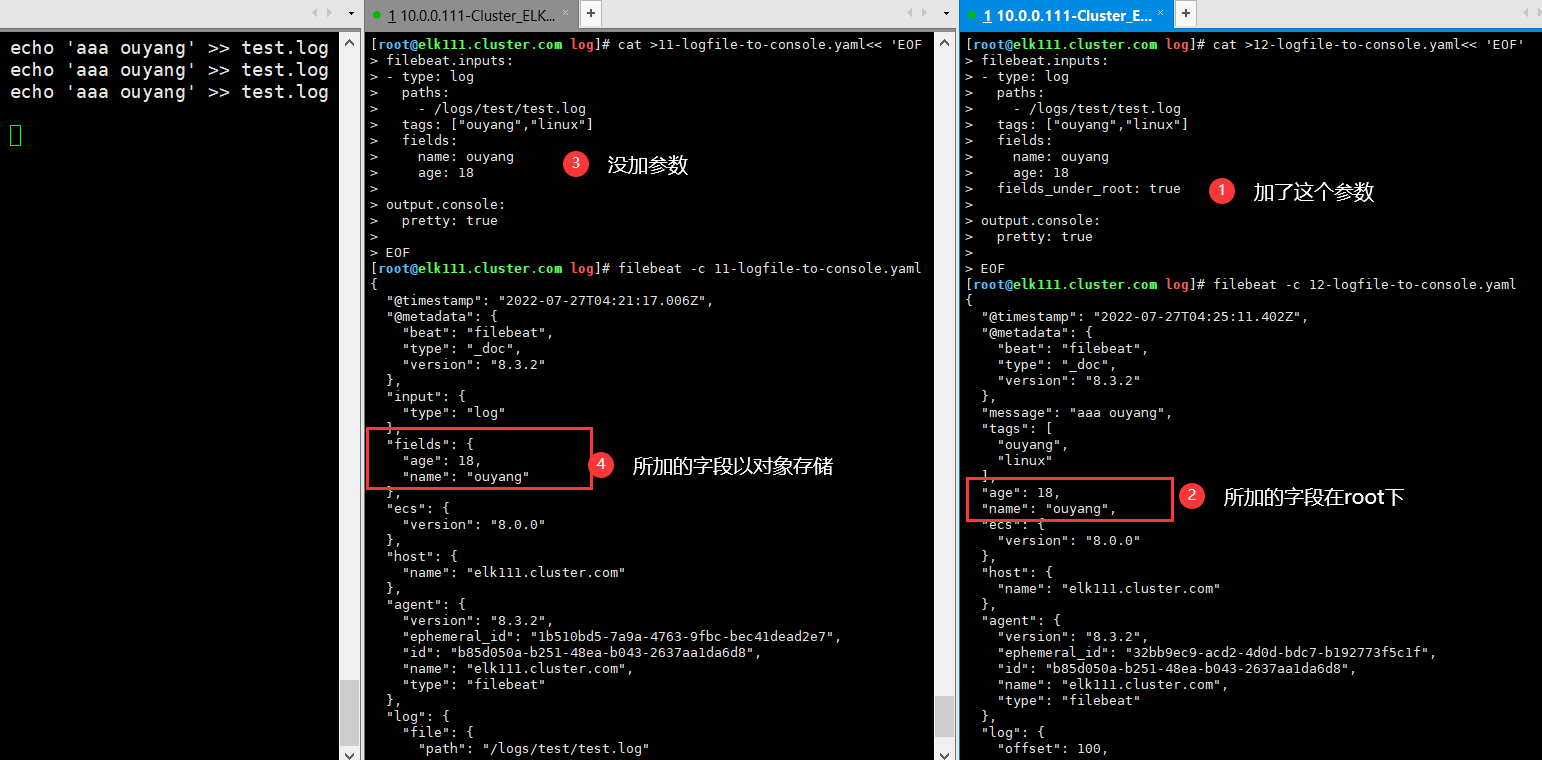 echo 'aaa ouyang' >> test.log
echo 'aaa ouyang' >> test.log
echo 'aaa ouyang' >> test.log
1 10.0.0.111-Cluster_ELK...
[root@elk111.cluster.com log]# cat >11-logfile-to-console.yaml<< 'EOF
> filebeat.inputs:
> - type: log
>   paths:
>     - /logs/test/test.log
>   tags: ["ouyang","linux"]
>   fields:
>     name: ouyang
>     age: 18
>
> output.console:
>   pretty: true
>
> EOF
3 没加参数
[root@elk111.cluster.com log]# filebeat -c 11-logfile-to-console.yaml
{
  "@timestamp": "2022-07-27T04:21:17.006Z",
  "@metadata": {
    "beat": "filebeat",
    "type": "_doc",
    "version": "8.3.2"
  },
  "input": {
    "type": "log"
  },
  "fields": {
    "age": 18,
    "name": "ouyang"
  },
4 所加的字段以对象存储
  "ecs": {
    "version": "8.0.0"
  },
  "host": {
    "name": "elk111.cluster.com"
  },
  "agent": {
    "version": "8.3.2",
    "ephemeral_id": "1b510bd5-7a9a-4763-9fbc-bec41dead2e7",
    "id": "b85d050a-b251-48ea-b043-2637aa1da6d8",
    "name": "elk111.cluster.com",
    "type": "filebeat"
  },
  "log": {
    "file": {
      "path": "/logs/test/test.log"
1 10.0.0.111-Cluster_E...
[root@elk111.cluster.com log]# cat >12-logfile-to-console.yaml<< 'EOF'
> filebeat.inputs:
> - type: log
>   paths:
>     - /logs/test/test.log
>   tags: ["ouyang","linux"]
>   fields:
>     name: ouyang
>     age: 18
>   fields_under_root: true
>
> output.console:
>   pretty: true
>
> EOF
1 加了这个参数
[root@elk111.cluster.com log]# filebeat -c 12-logfile-to-console.yaml
{
  "@timestamp": "2022-07-27T04:25:11.402Z",
  "@metadata": {
    "beat": "filebeat",
    "type": "_doc",
    "version": "8.3.2"
  },
  "message": "aaa ouyang",
  "tags": [
    "ouyang",
    "linux"
  ],
  "age": 18,
  "name": "ouyang",
2 所加的字段在root下
  "ecs": {
    "version": "8.0.0"
  },
  "host": {
    "name": "elk111.cluster.com"
  },
  "agent": {
    "version": "8.3.2",
    "ephemeral_id": "32bb9ec9-acd2-4d0d-bdc7-b192773f5c1f",
    "id": "b85d050a-b251-48ea-b043-2637aa1da6d8",
    "name": "elk111.cluster.com",
    "type": "filebeat"
  },
  "log": {
    "offset": 100,